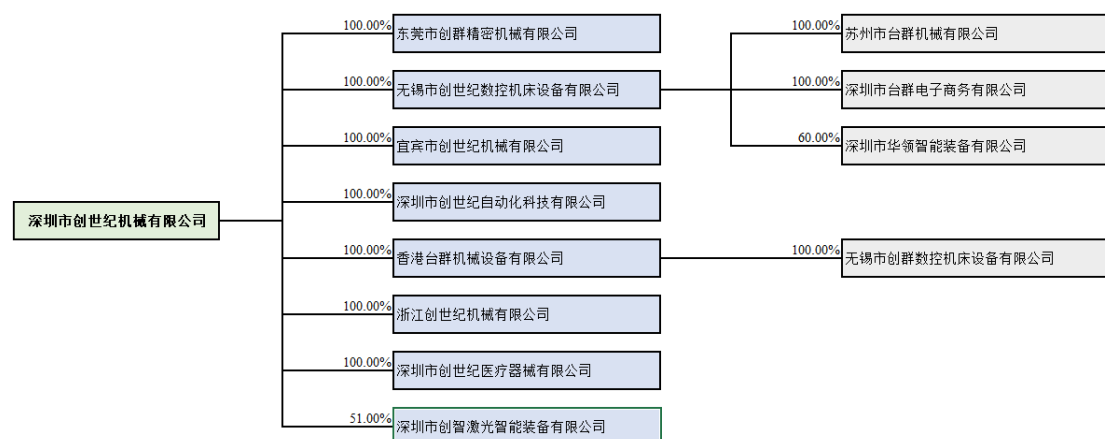 100.00%
东莞市创群精密机械有限公司
100.00%
苏州市台群机械有限公司
100.00%
无锡市创世纪数控机床设备有限公司
100.00%
深圳市台群电子商务有限公司
100.00%
宜宾市创世纪机械有限公司
60.00%
深圳市华领智能装备有限公司
100.00%
深圳市创世纪自动化科技有限公司
深圳市创世纪机械有限公司
100.00%
香港台群机械设备有限公司
100.00%
无锡市创群数控机床设备有限公司
100.00%
浙江创世纪机械有限公司
100.00%
深圳市创世纪医疗器械有限公司
51.00%
深圳市创智激光智能装备有限公司